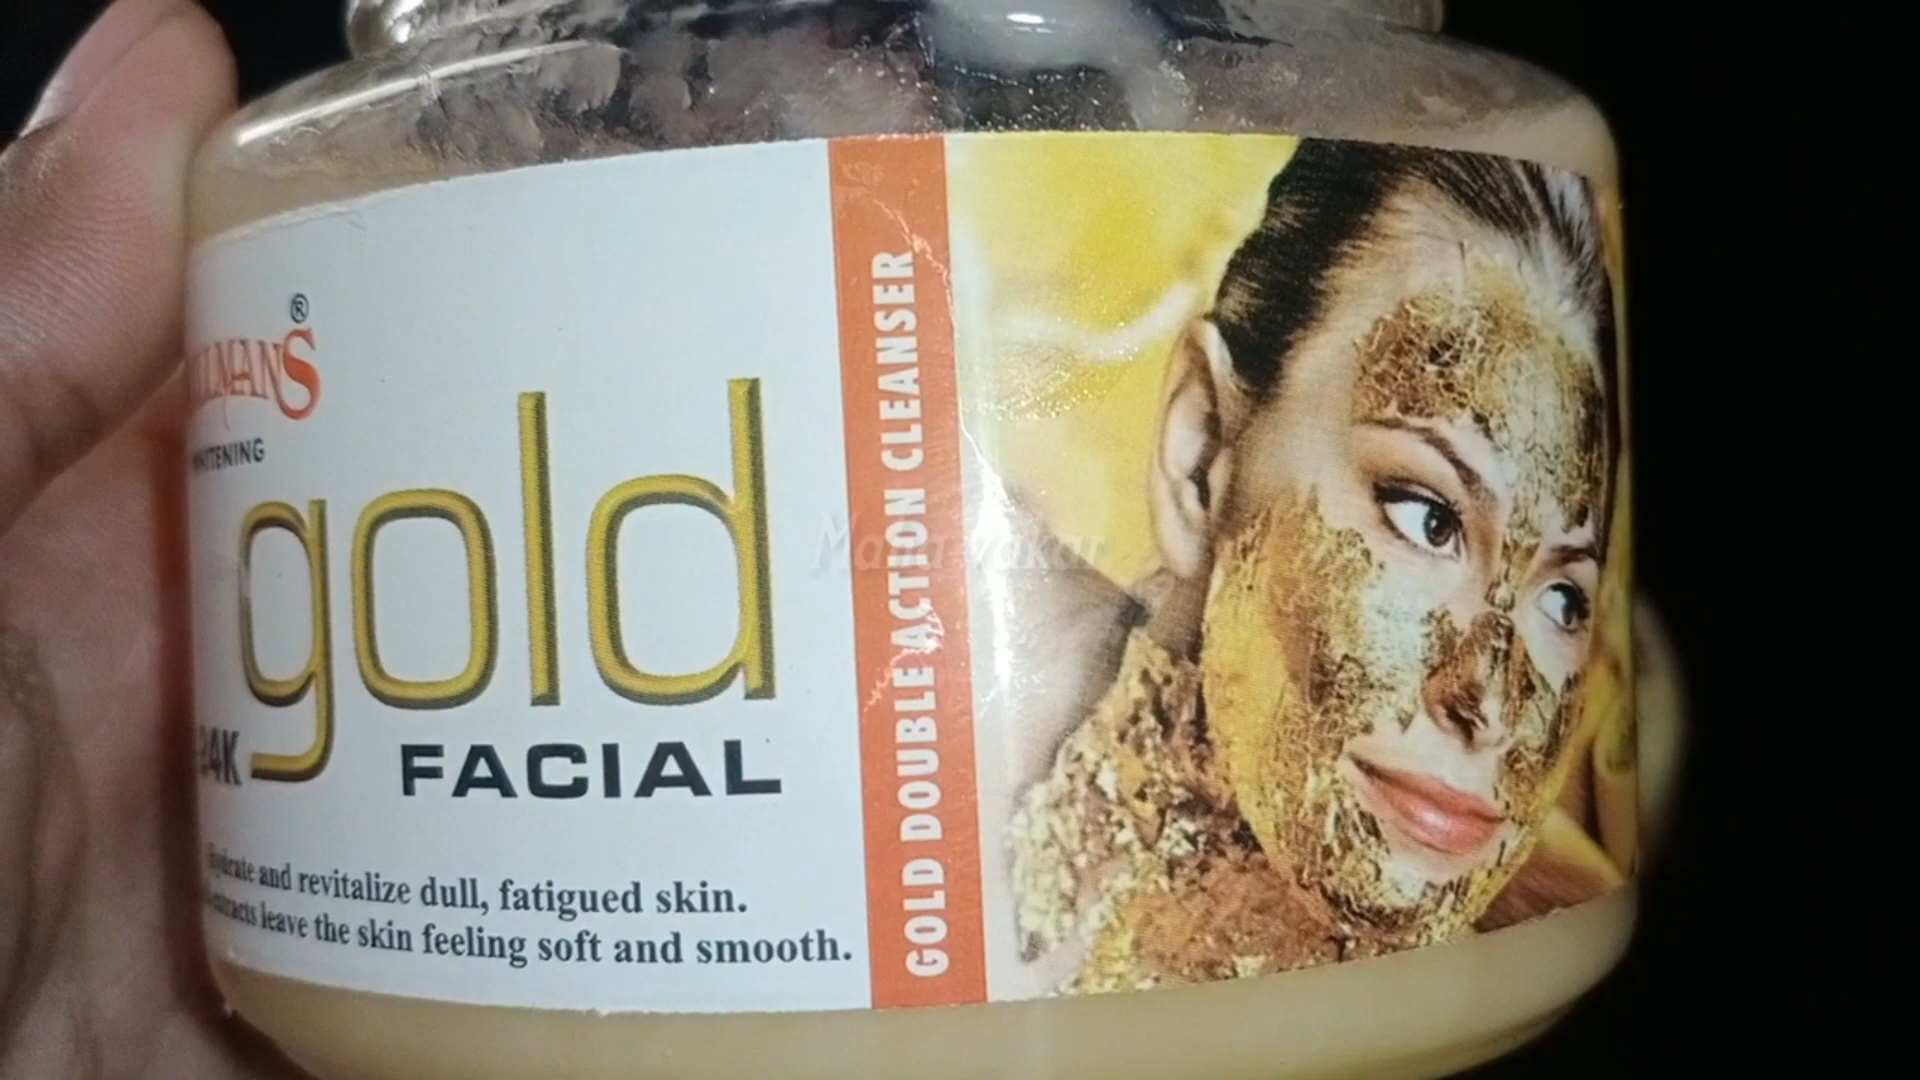 ®
WHITENING
gold
24K
FACIAL
hydrate and revitalize dull, fatigued skin.
leave the skin feeling soft and smooth.
GOLD DOUBLE ACTION CLEANSER